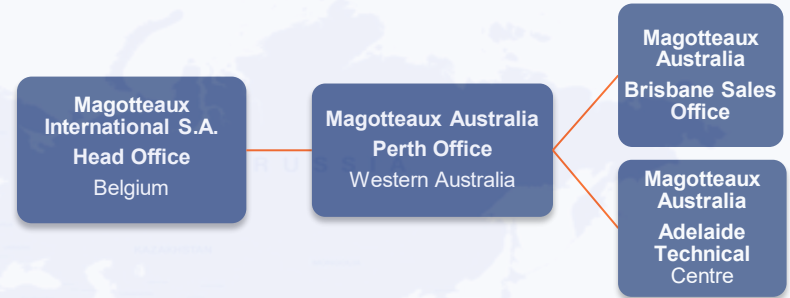 Magotteaux
International S.A.
Head Office
Belgium
Magotteaux Australia
Perth Office
Western Australia
Magotteaux
Australia
Brisbane Sales
Office
Magotteaux
Australia
Adelaide
Technical
Centre
RUSSIA